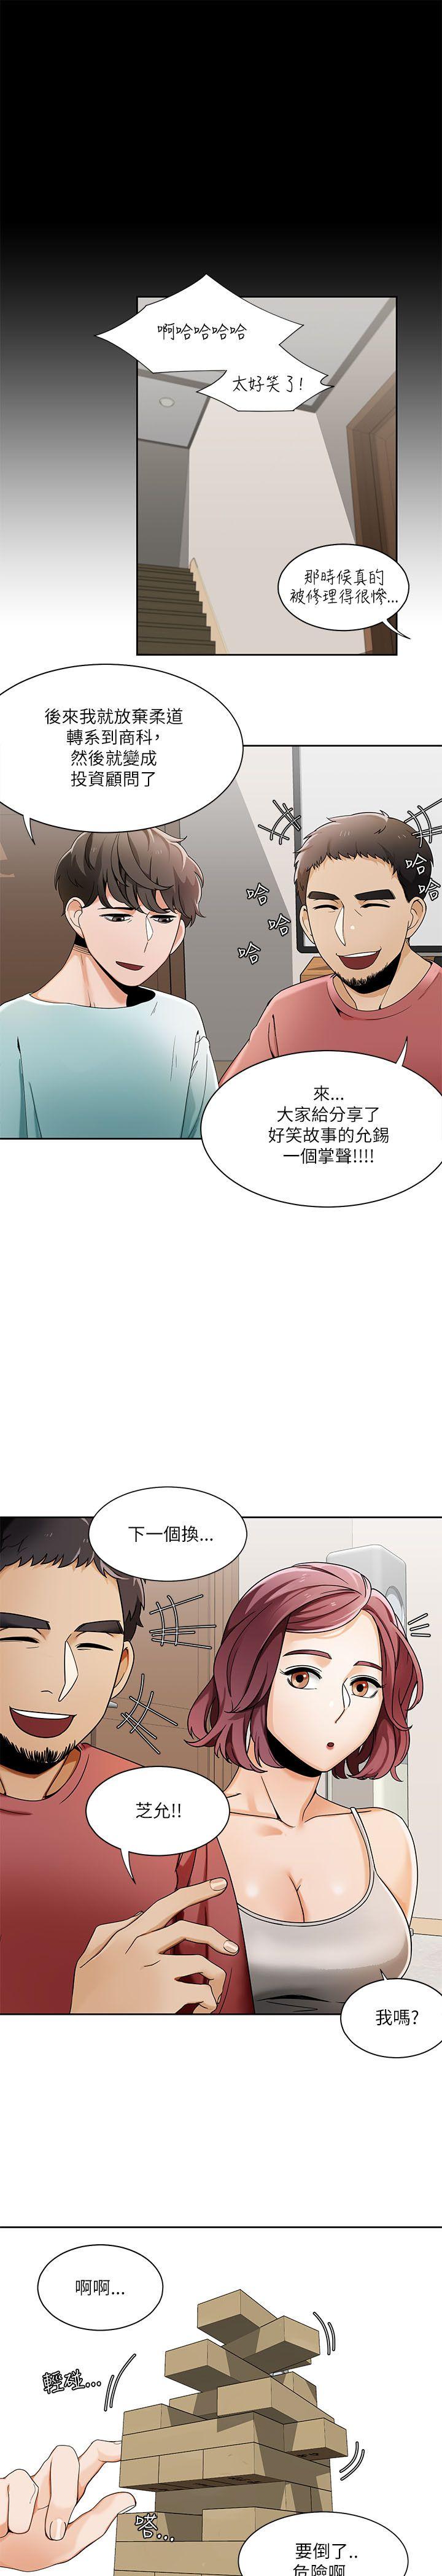 啊哈哈哈哈
太好笑了!
那時候真的
被修理得很慘...
後來我就放棄柔道
轉系到商科,
然後就變成
投資顧問了
哈
哈
哈
哈
哈
來...
大家給分享了
好笑故事的允錫
一個掌聲!!!!
下一個換...
芝允!!
我嗎?
啊啊...
輕碰...
嗒...
要倒了..
危險啊